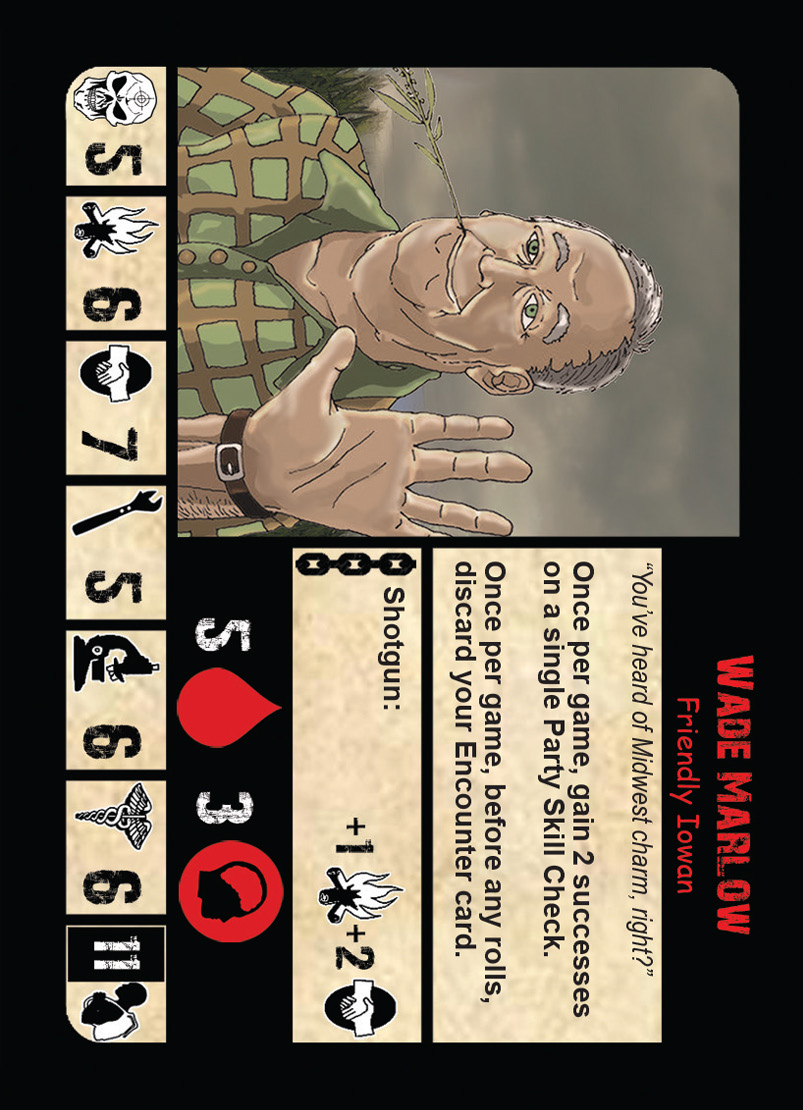 WADE MARLOW
Friendly Iowan
"You've heard of Midwest charm, right?"
Once per game, gain 2 successes
on a single Party Skill Check.
Once per game, before any rolls,
discard your Encounter card.
Shotgun:
+1 +2
5 3
5 6 7 5 6 6 11